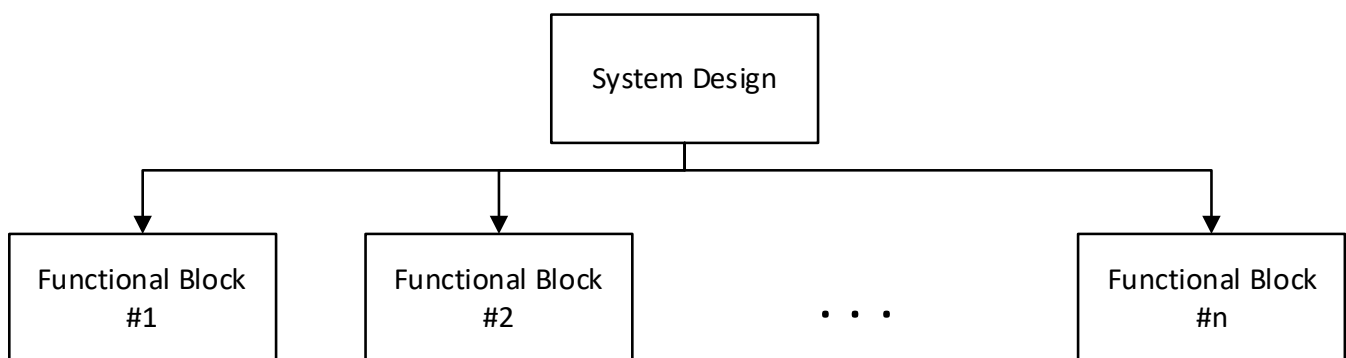 System Design
Functional Block
#1
Functional Block
#2
. . .
Functional Block
#n